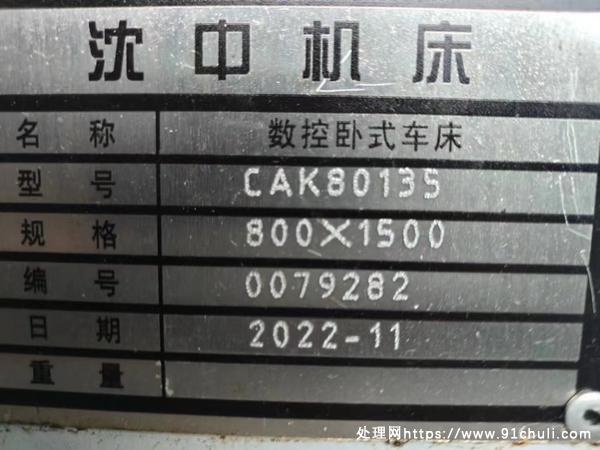 沈中机床
名称 数控卧式车床
型号 CAK80135
规格 800×1500
编号 0079282
日期 2022-11
重量
处理网https://www.91chuli.com/